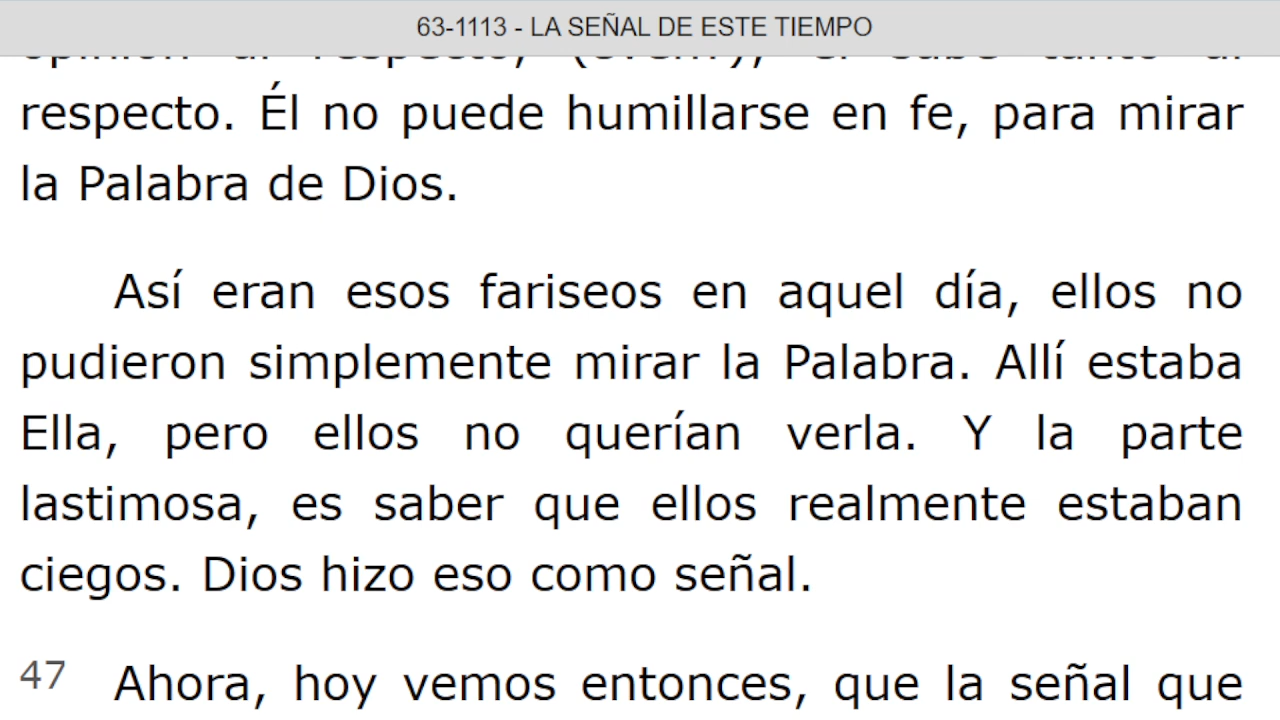 63-1113 - LA SEÑAL DE ESTE TIEMPO
respecto. Él no puede humillarse en fe, para mirar
la Palabra de Dios.
Así eran esos fariseos en aquel día, ellos no
pudieron simplemente mirar la Palabra. Allí estaba
Ella, pero ellos no querían verla. Y la parte
lastimosa, es saber que ellos realmente estaban
ciegos. Dios hizo eso como señal.
47 Ahora, hoy vemos entonces, que la señal que